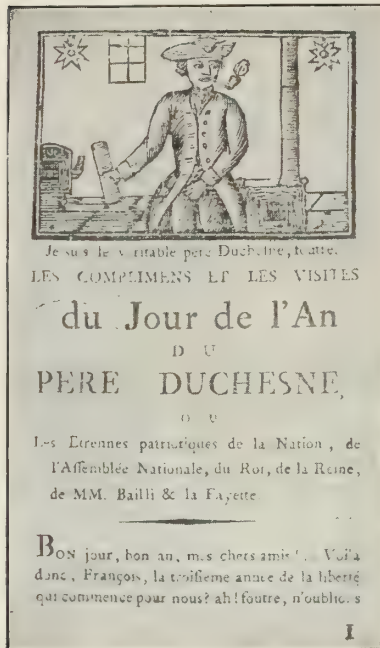 Je suis le véritable pere Duchesne, foutre.
LES COMPLIMENS ET LES VISITES
du Jour de l'An
DU
PERE DUCHESNE,
OU
Les Etrennes patriotiques de la Nation, de
l'Assemblée Nationale, du Roi, de la Reine,
de MM. Bailli & la Fayette
BON jour, bon an, mes chers amis! Voilà
donc, François, la troisieme année de la liberté
qui commence pour nous? ah! foutre, n'oublions
I